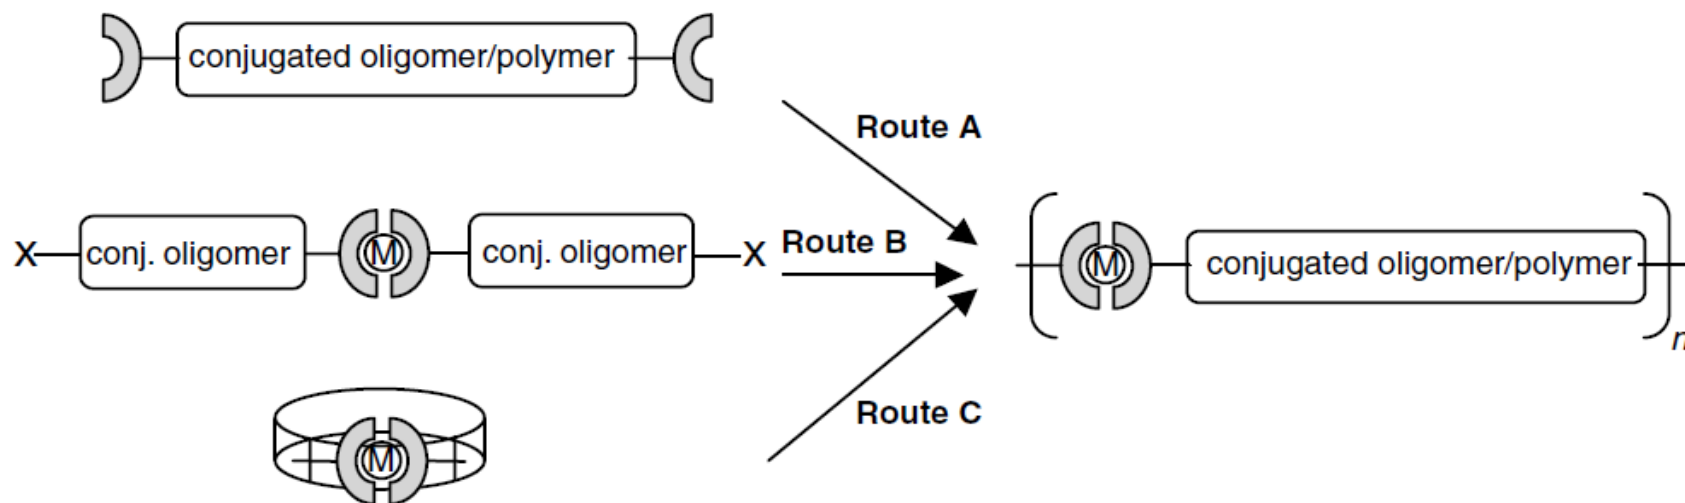 conjugated oligomer/polymer
Route A
X conj. oligomer M conj. oligomer X
Route B
M conjugated oligomer/polymer
n
Route C
M